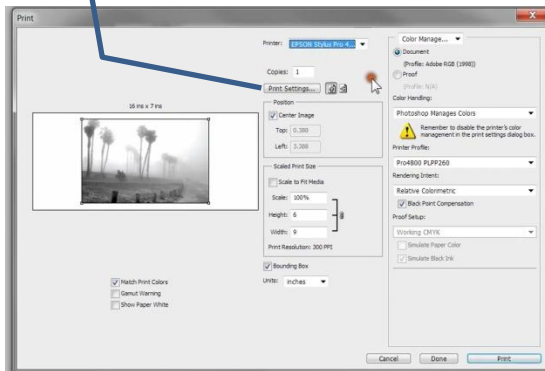 Print
Printer: EPSON Stylus Pro 4...
Copies: 1
Print Settings...
Position
Center Image
Top: 0.388
Left: 3.388
Scaled Print Size
Scale to Fit Media
Scale: 100%
Height: 6
Width: 9
Print Resolution: 300 PPI
Bounding Box
Units: inches
16 ins x 7 ins
Match Print Colors
Gamut Warning
Show Paper White
Color Manage...
Document
(Profile: Adobe RGB (1998))
Proof
(Profile: N/A)
Color Handling:
Photoshop Manages Colors
Remember to disable the printer's color
management in the print settings dialog box.
Printer Profile:
Pro4800 PLPP260
Rendering Intent:
Relative Colorimetric
Black Point Compensation
Proof Setup:
Working CMYK
Simulate Paper Color
Simulate Black Ink
Cancel
Done
Print